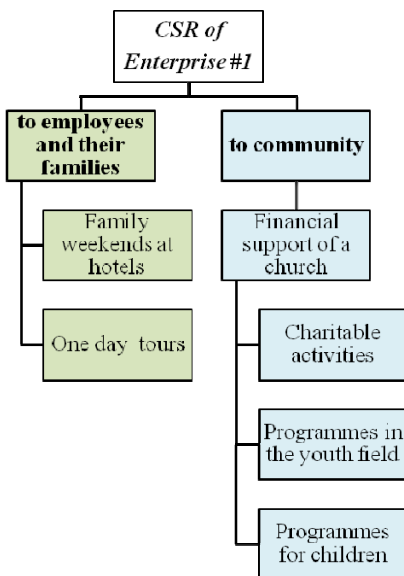 CSR of
Enterprise #1
to employees
and their
families
to community
Family
weekends at
hotels
Financial
support of a
church
One day tours
Charitable
activities
Programmes in
the youth field
Programmes
for children